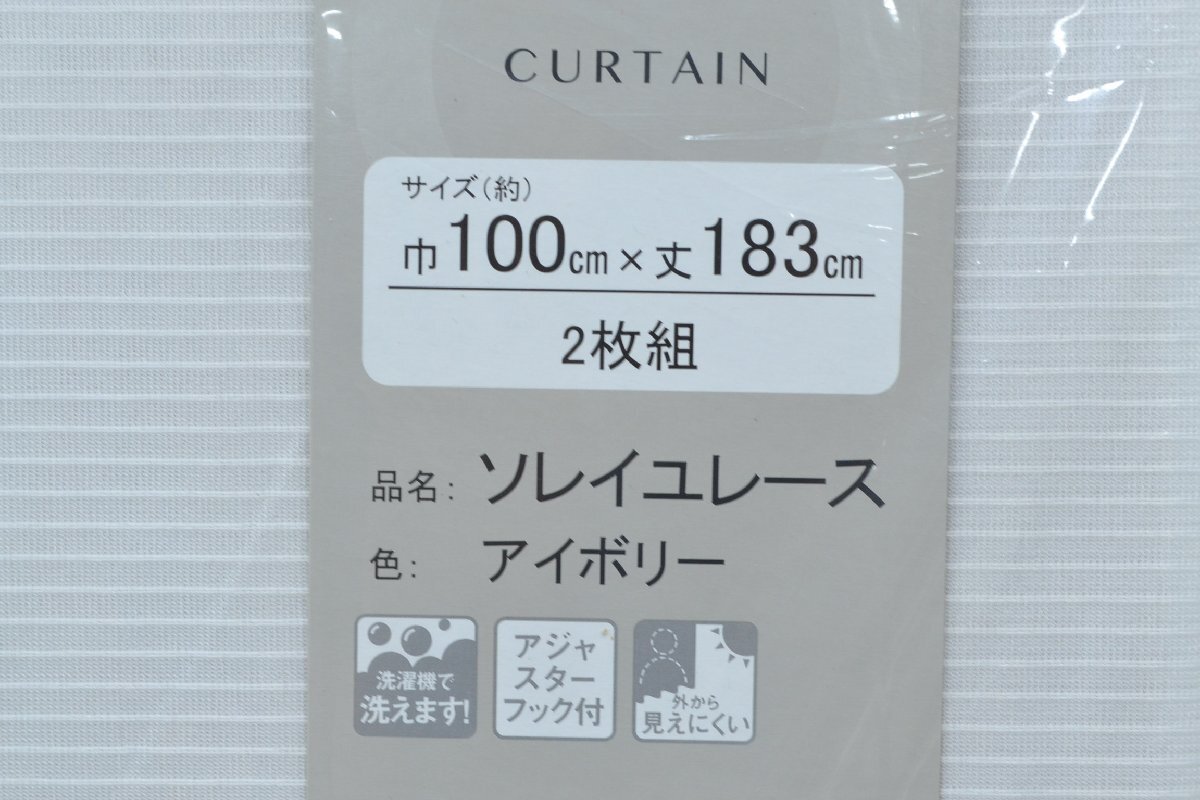 CURTAIN
サイズ(約)
巾100cm×丈183cm
2枚組
品名: ソレイユレース
色: アイボリー
洗濯機で
洗えます!
アジャ
スター
フック付
外から
見えにくい